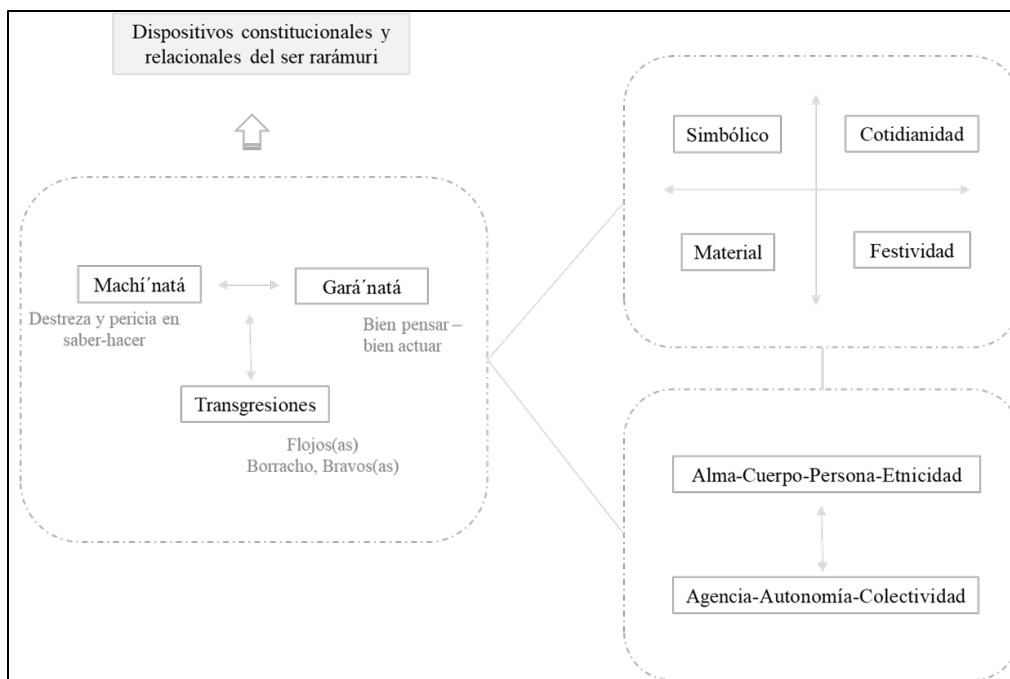 Dispositivos constitucionales y
relacionales del ser rarámuri
Machí´natá
Gará´natá
Destreza y pericia en
saber-hacer
Bien pensar –
bien actuar
Transgresiones
Flojos(as)
Borracho, Bravos(as)
Simbólico
Cotidianidad
Material
Festividad
Alma-Cuerpo-Persona-Etnicidad
Agencia-Autonomía-Colectividad